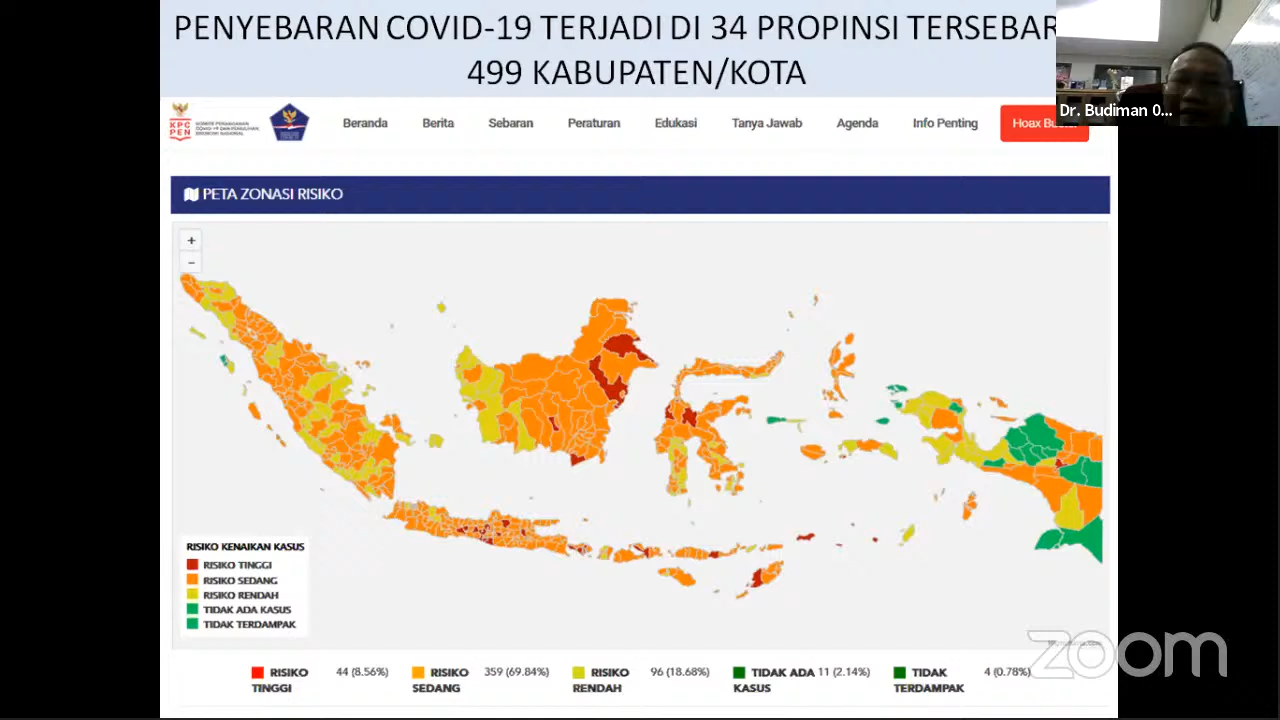 PENYEBARAN COVID-19 TERJADI DI 34 PROPINSI TERSEBAR
499 KABUPATEN/KOTA
Dr. Budiman 0...
KPC
PEN
Beranda Berita Sebaran Peraturan Edukasi Tanya Jawab Agenda Info Penting Hoax
PETA ZONASI RISIKO
+
−
RISIKO KENAIKAN KASUS
RISIKO TINGGI
RISIKO SEDANG
RISIKO RENDAH
TIDAK ADA KASUS
TIDAK TERDAMPAK
RISIKO TINGGI 44 (8.56%)
RISIKO SEDANG 359 (69.84%)
RISIKO RENDAH 96 (18.68%)
TIDAK ADA KASUS 11 (2.14%)
TIDAK TERDAMPAK 4 (0.78%)
zoom